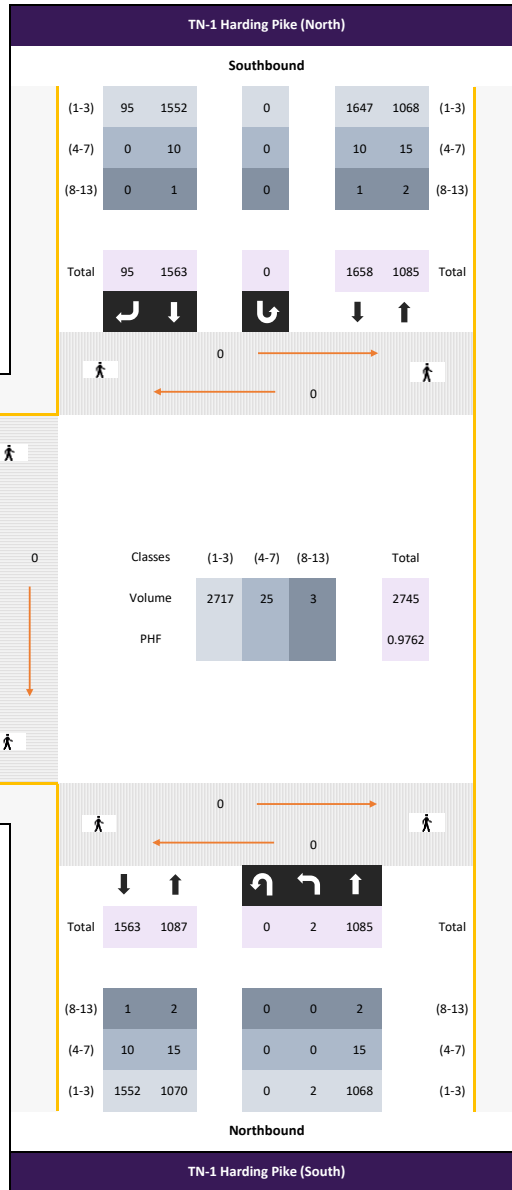 TN-1 Harding Pike (North)
Southbound
(1-3) 95 1552 0 1647 1068 (1-3)
(4-7) 0 10 0 10 15 (4-7)
(8-13) 0 1 0 1 2 (8-13)
Total 95 1563 0 1658 1085 Total
0
0
0
Classes (1-3) (4-7) (8-13) Total
Volume 2717 25 3 2745
PHF 0.9762
0
0
Total 1563 1087 0 2 1085 Total
(8-13) 1 2 0 0 2 (8-13)
(4-7) 10 15 0 0 15 (4-7)
(1-3) 1552 1070 0 2 1068 (1-3)
Northbound
TN-1 Harding Pike (South)